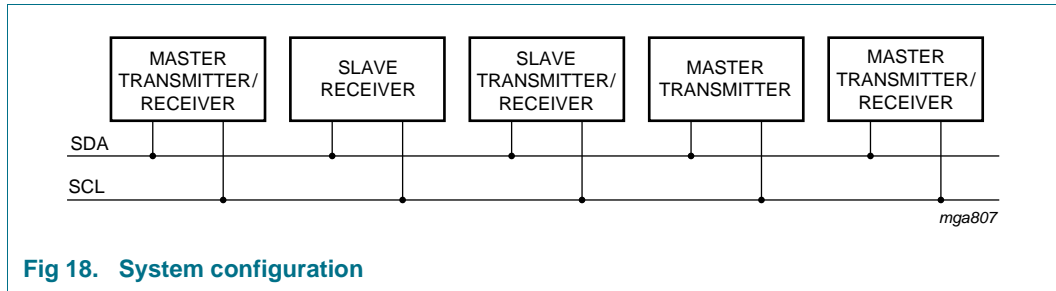 MASTER
TRANSMITTER/
RECEIVER
SLAVE
RECEIVER
SLAVE
TRANSMITTER/
RECEIVER
MASTER
TRANSMITTER
MASTER
TRANSMITTER/
RECEIVER
SDA
SCL
mga807
Fig 18. System configuration